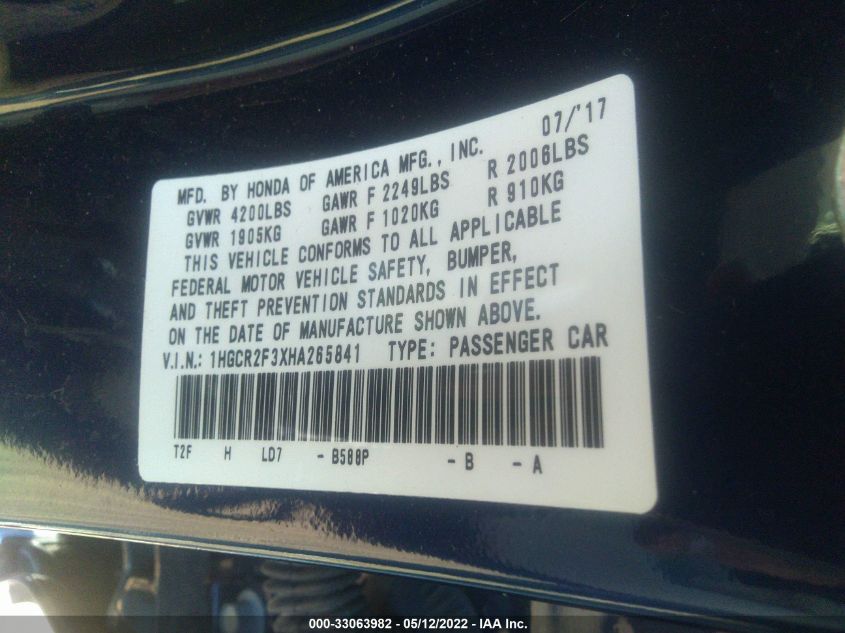 07/'17
MFD. BY HONDA OF AMERICA MFG., INC.
GVWR 4200LBS GAWR F 2249LBS R 2006LBS
GVWR 1905KG GAWR F 1020KG R 910KG
THIS VEHICLE CONFORMS TO ALL APPLICABLE
FEDERAL MOTOR VEHICLE SAFETY, BUMPER,
AND THEFT PREVENTION STANDARDS IN EFFECT
ON THE DATE OF MANUFACTURE SHOWN ABOVE.
V.I.N.: 1HGCR2F3XHA265841 TYPE: PASSENGER CAR
T2F H LD7 - B588P - B - A
000-33063982 - 05/12/2022 - IAA Inc.